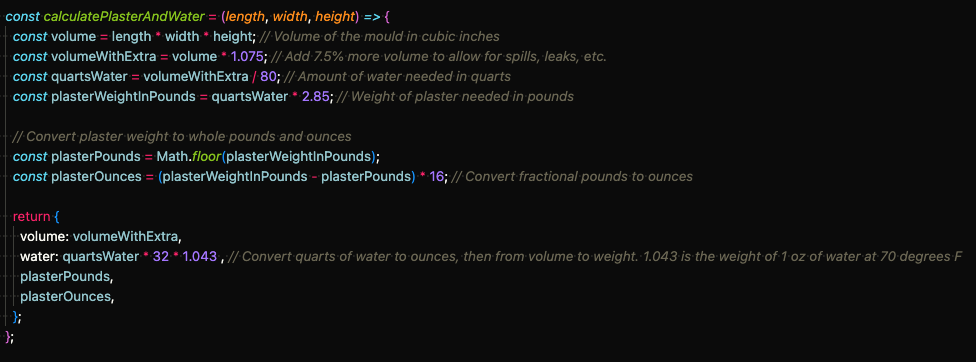 const calculatePlasterAndWater = (length, width, height) => {
const volume = length * width * height; // Volume of the mould in cubic inches
const volumeWithExtra = volume * 1.075; // Add 7.5% more volume to allow for spills, leaks, etc.
const quartsWater = volumeWithExtra / 80; // Amount of water needed in quarts
const plasterWeightInPounds = quartsWater * 2.85; // Weight of plaster needed in pounds
// Convert plaster weight to whole pounds and ounces
const plasterPounds = Math.floor(plasterWeightInPounds);
const plasterOunces = (plasterWeightInPounds - plasterPounds) * 16; // Convert fractional pounds to ounces
return {
volume: volumeWithExtra,
water: quartsWater * 32 * 1.043 , // Convert quarts of water to ounces, then from volume to weight. 1.043 is the weight of 1 oz of water at 70 degrees F
plasterPounds,
plasterOunces,
};
};